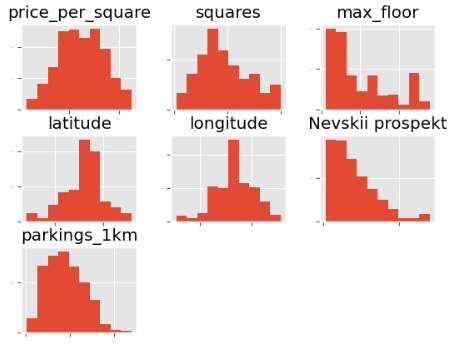 price_per_square squares max_floor
latitude longitude Nevskii prospekt
parkings_1km